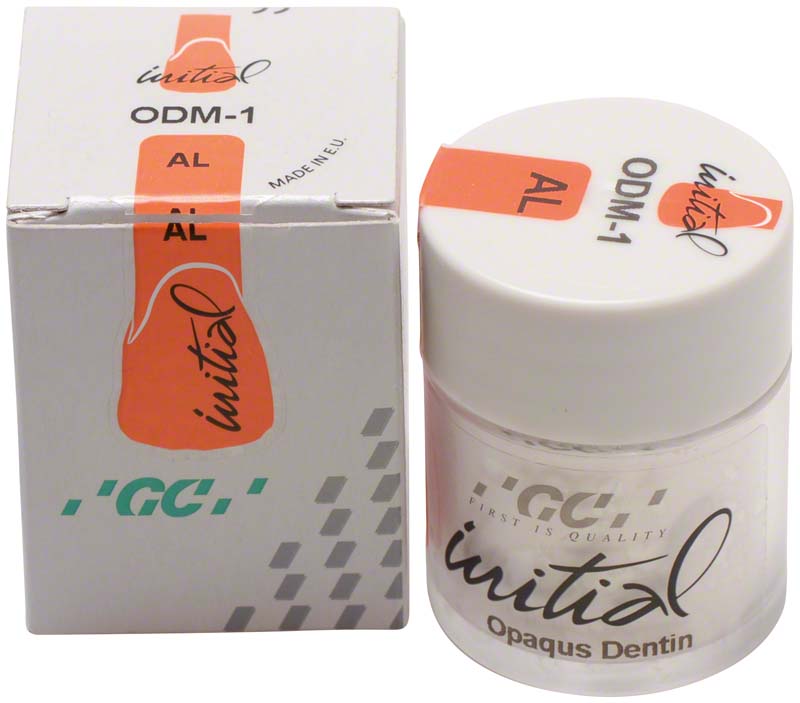 initial
ODM-1
AL
MADE IN E.U.
AL
initial
GC
AL
ODM-1
initial
GC
FIRST IS QUALITY
initial
Opaqus Dentin